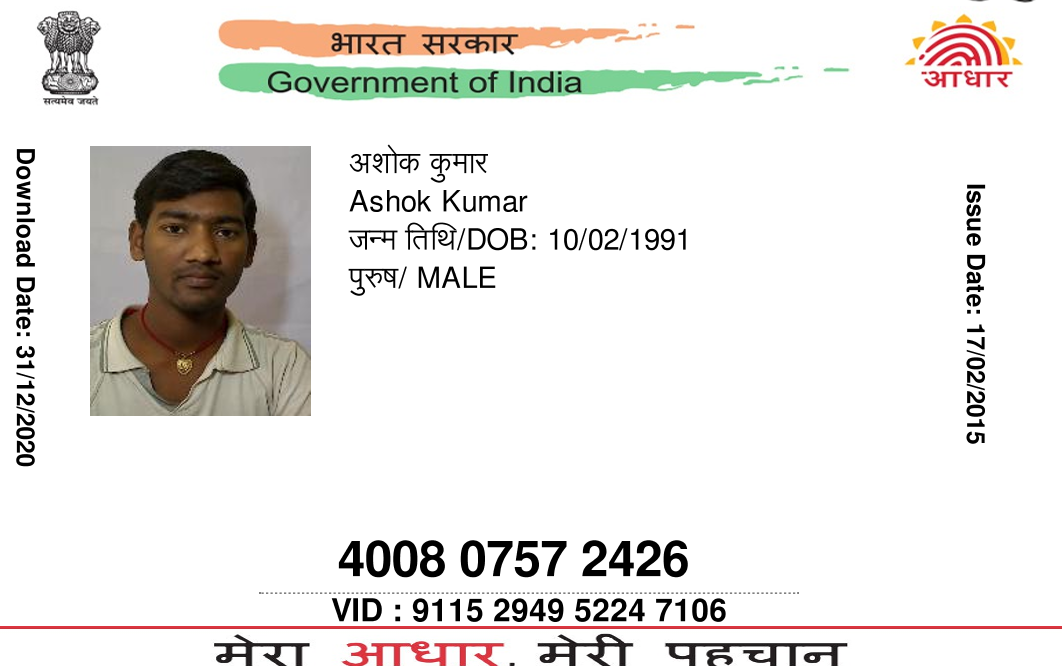 सत्यमेव जयते
भारत सरकार
Government of India
आधार
Download Date: 31/12/2020
अशोक कुमार
Ashok Kumar
जन्म तिथि/DOB: 10/02/1991
पुरुष/ MALE
Issue Date: 17/02/2015
4008 0757 2426
VID : 9115 2949 5224 7106
मेरा आधार, मेरी पहचान